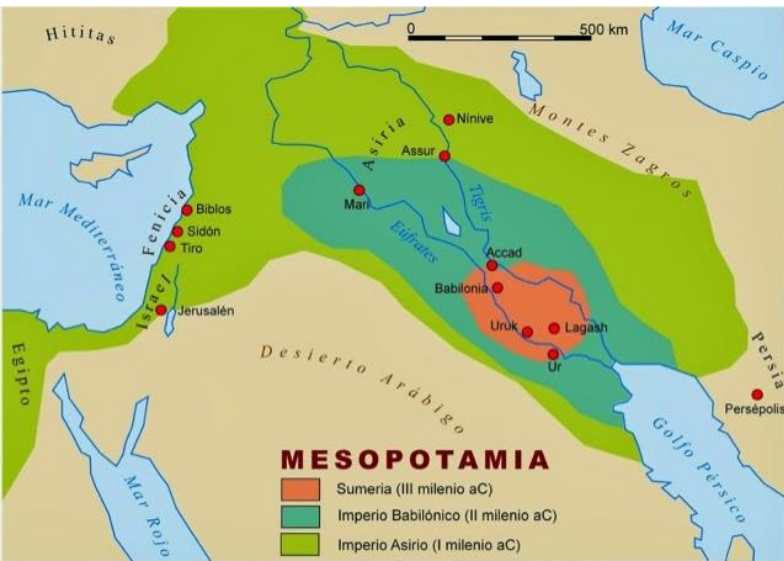 Hititas
0 500 km
Mar Caspio
Nínive
Montes Zagros
Asiria
Assur
Mar Mediterráneo
Fenicia
Biblos
Sidón
Tiro
Mari
Tigris
Eúfrates
Accad
Babilonia
Israel
Jerusalén
Uruk
Lagash
Ur
Egipto
Desierto Arábigo
Persia
Persépolis
Golfo Pérsico
Mar Rojo
MESOPOTAMIA
Sumeria (III milenio aC)
Imperio Babilónico (II milenio aC)
Imperio Asirio (I milenio aC)